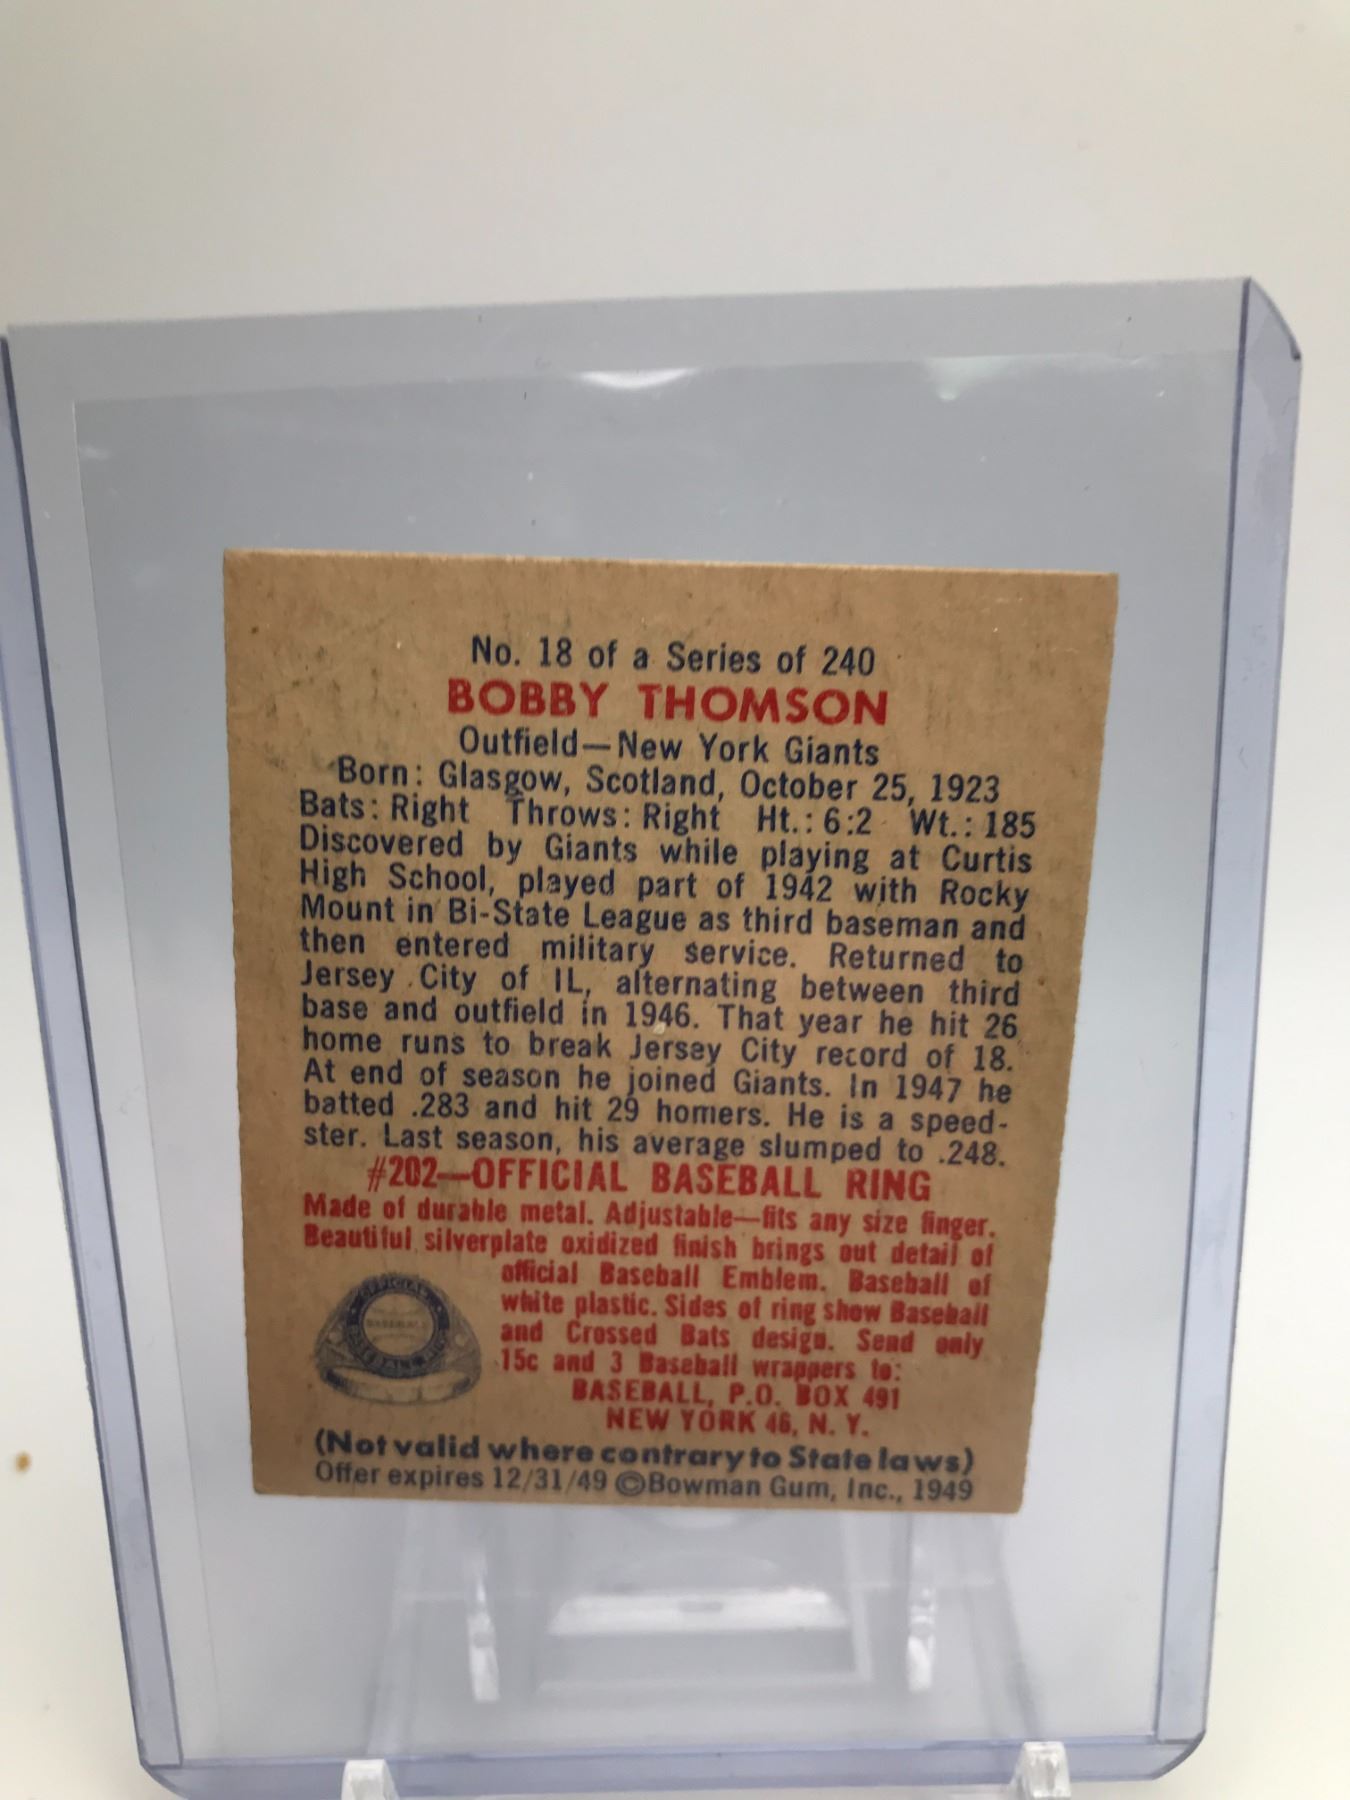 No. 18 of a Series of 240
BOBBY THOMSON
Outfield—New York Giants
Born: Glasgow, Scotland, October 25, 1923
Bats: Right Throws: Right Ht.: 6:2 Wt.: 185
Discovered by Giants while playing at Curtis
High School, played part of 1942 with Rocky
Mount in Bi-State League as third baseman and
then entered military service. Returned to
Jersey City of IL, alternating between third
base and outfield in 1946. That year he hit 26
home runs to break Jersey City record of 18.
At end of season he joined Giants. In 1947 he
batted .283 and hit 29 homers. He is a speed-
ster. Last season, his average slumped to .248.
#202—OFFICIAL BASEBALL RING
Made of durable metal. Adjustable—fits any size finger.
Beautiful silverplate oxidized finish brings out detail of
official Baseball Emblem. Baseball of
white plastic. Sides of ring show Baseball
and Crossed Bats design. Send only
15c and 3 Baseball wrappers to:
BASEBALL, P.O. BOX 491
NEW YORK 46, N. Y.
OFFICIAL
BASEBALL
(Not valid where contrary to State laws)
Offer expires 12/31/49 ©Bowman Gum, Inc., 1949